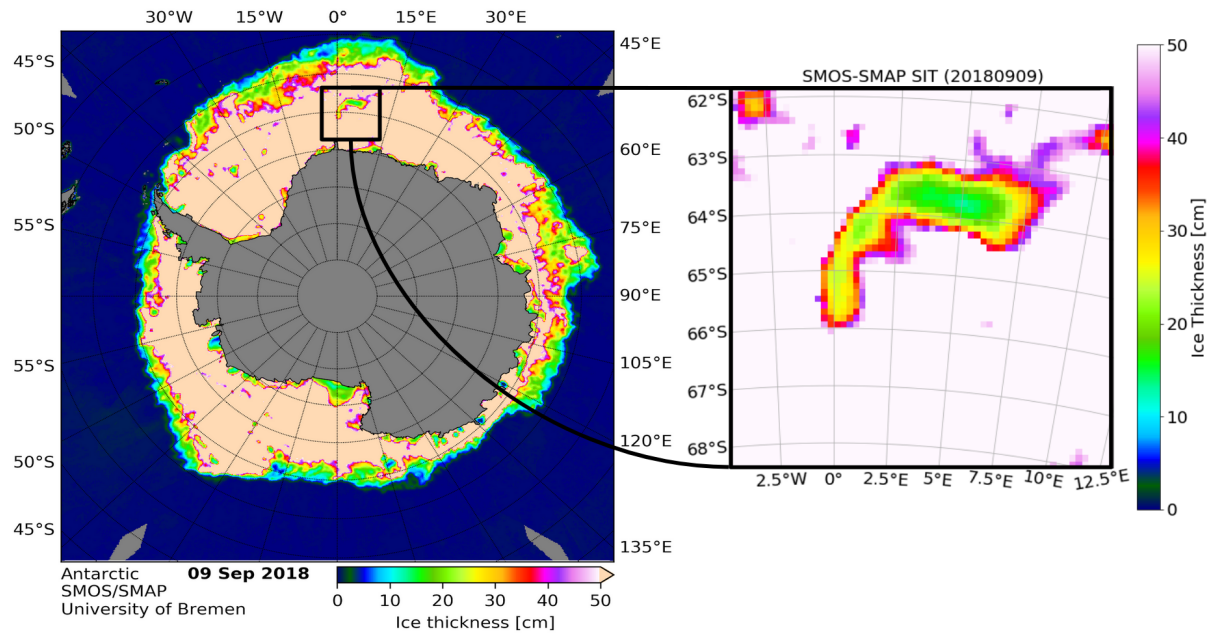 30°W 15°W 0° 15°E 30°E
45°S
50°S
55°S
55°S
50°S
45°S
45°E
60°E
75°E
90°E
105°E
120°E
135°E
Antarctic 09 Sep 2018
SMOS/SMAP
University of Bremen
0 10 20 30 40 50
Ice thickness [cm]
SMOS-SMAP SIT (20180909)
62°S
63°S
64°S
65°S
66°S
67°S
68°S
2.5°W 0° 2.5°E 5°E 7.5°E 10°E 12.5°E
50
40
30
20
10
0
Ice Thickness [cm]